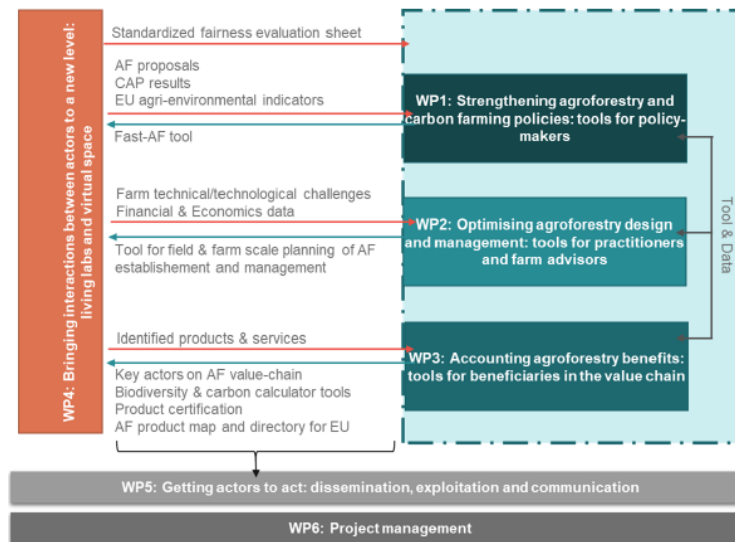 WP4: Bringing interactions between actors to a new level:
living labs and virtual space
Standardized fairness evaluation sheet
AF proposals
CAP results
EU agri-environmental indicators
Fast-AF tool
WP1: Strengthening agroforestry and
carbon farming policies: tools for policy-
makers
Farm technical/technological challenges
Financial & Economics data
Tool for field & farm scale planning of AF
establishement and management
WP2: Optimising agroforestry design
and management: tools for practitioners
and farm advisors
Tool & Data
Identified products & services
Key actors on AF value-chain
Biodiversity & carbon calculator tools
Product certification
AF product map and directory for EU
WP3: Accounting agroforestry benefits:
tools for beneficiaries in the value chain
WP5: Getting actors to act: dissemination, exploitation and communication
WP6: Project management